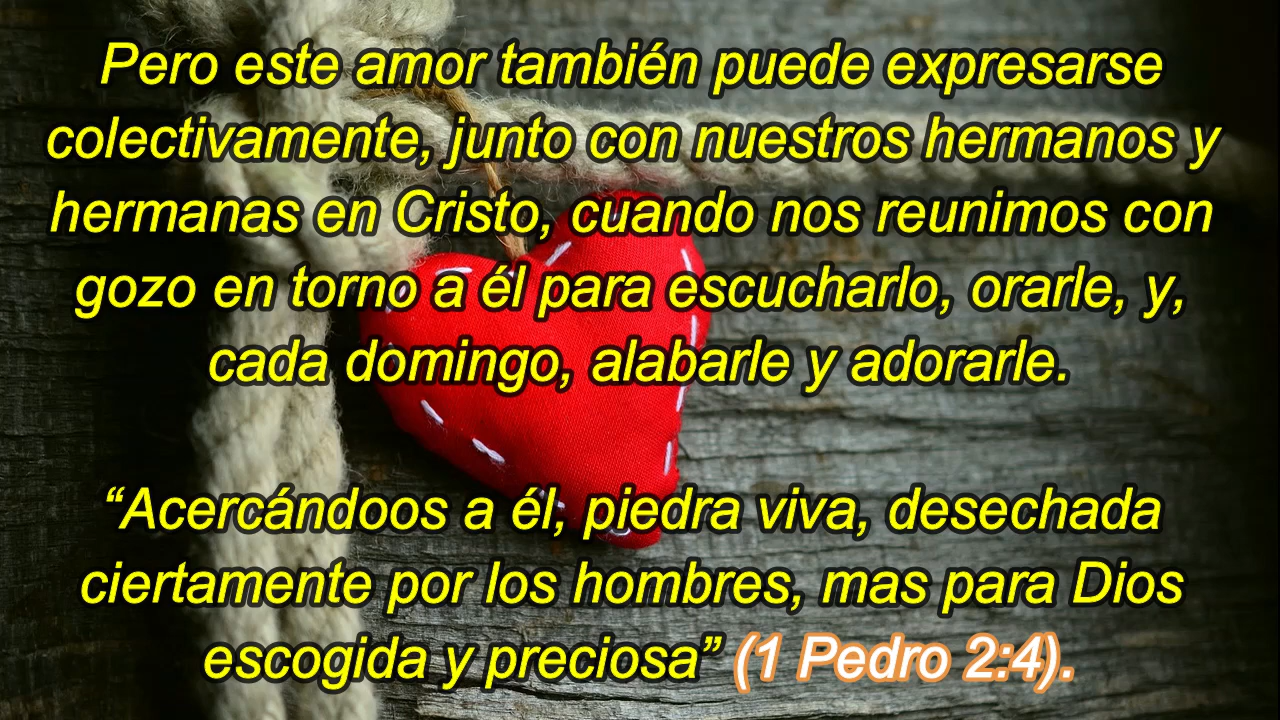 Pero este amor también puede expresarse
colectivamente, junto con nuestros hermanos y
hermanas en Cristo, cuando nos reunimos con
gozo en torno a él para escucharlo, orarle, y,
cada domingo, alabarle y adorarle.
“Acercándoos a él, piedra viva, desechada
ciertamente por los hombres, mas para Dios
escogida y preciosa” (1 Pedro 2:4).